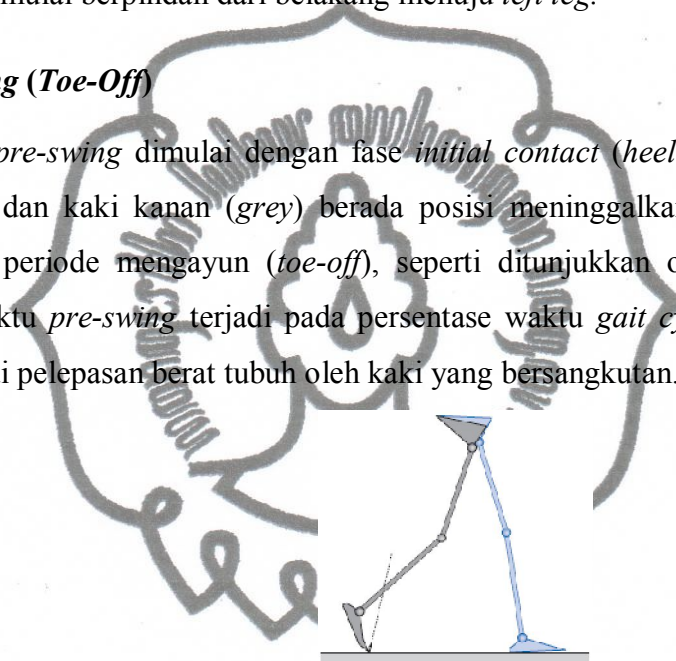 mulai berpindah dari belakang menuju left leg.
ng (Toe-Off)
pre-swing dimulai dengan fase initial contact (heel
dan kaki kanan (grey) berada posisi meninggalkan
periode mengayun (toe-off), seperti ditunjukkan o
ktu pre-swing terjadi pada persentase waktu gait cy
i pelepasan berat tubuh oleh kaki yang bersangkutan.